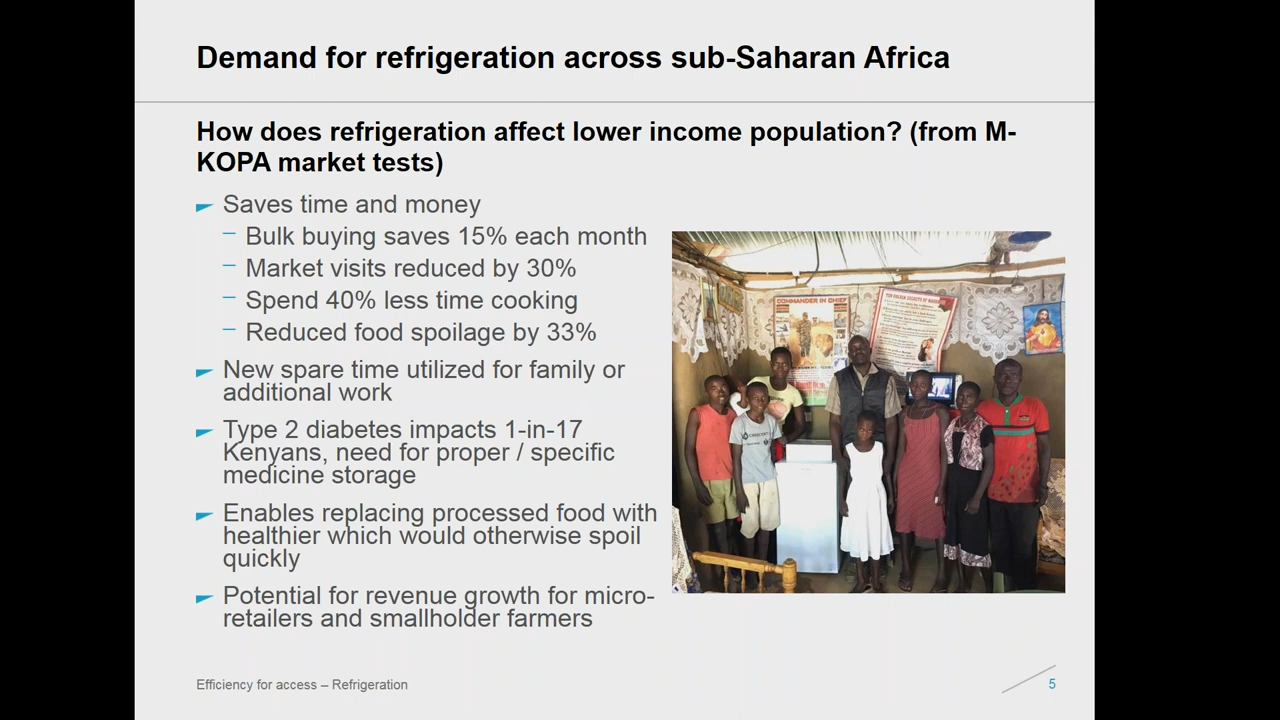 Demand for refrigeration across sub-Saharan Africa
How does refrigeration affect lower income population? (from M-
KOPA market tests)
Saves time and money
– Bulk buying saves 15% each month
– Market visits reduced by 30%
– Spend 40% less time cooking
– Reduced food spoilage by 33%
New spare time utilized for family or
additional work
Type 2 diabetes impacts 1-in-17
Kenyans, need for proper / specific
medicine storage
Enables replacing processed food with
healthier which would otherwise spoil
quickly
Potential for revenue growth for micro-
retailers and smallholder farmers
COMMANDER IN CHIEF
Efficiency for access – Refrigeration
5